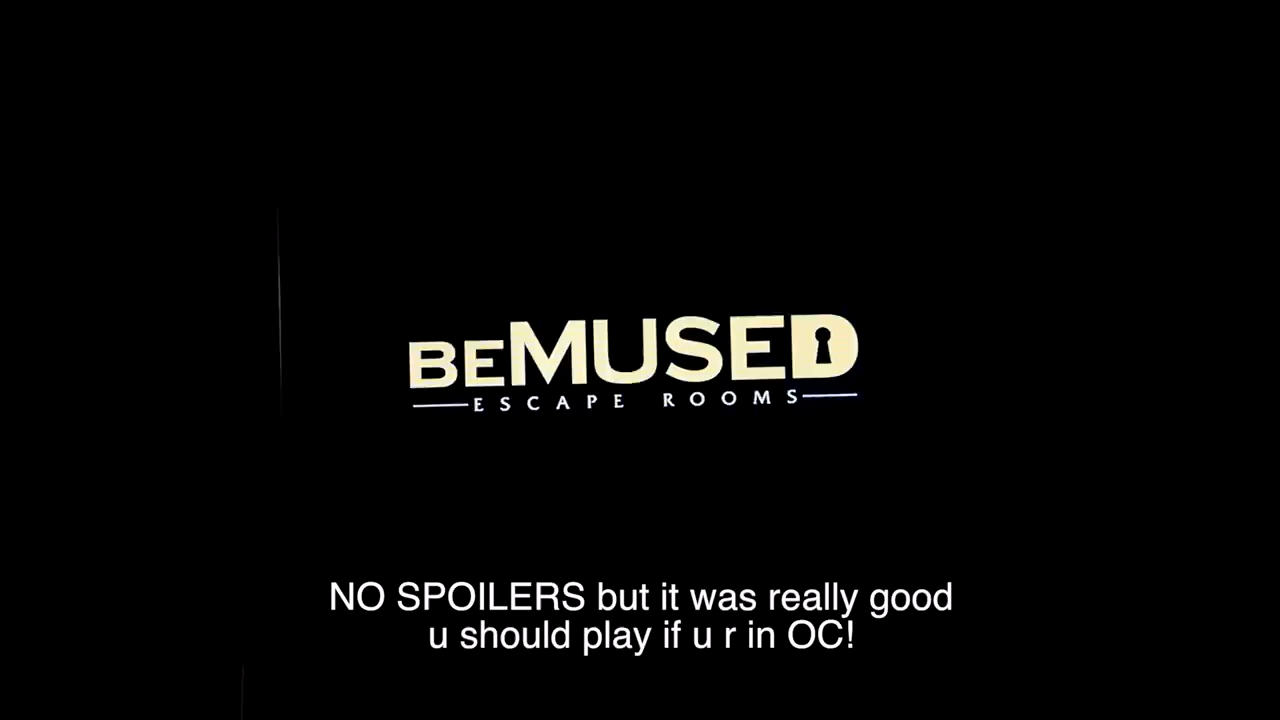 BEMUSED
ESCAPE ROOMS
NO SPOILERS but it was really good
u should play if u r in OC!